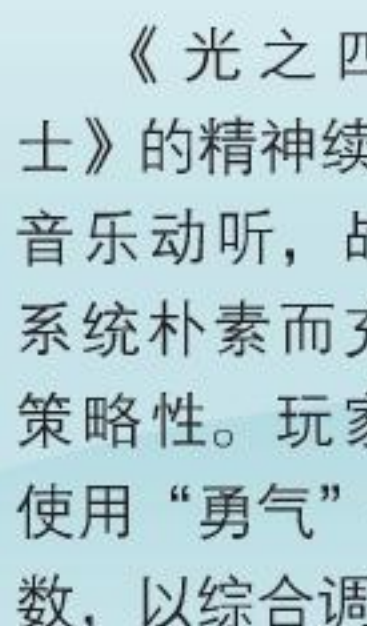 《光之四
士》的精神续
音乐动听，战
系统朴素而充
策略性。玩家
使用“勇气”
数，以综合调